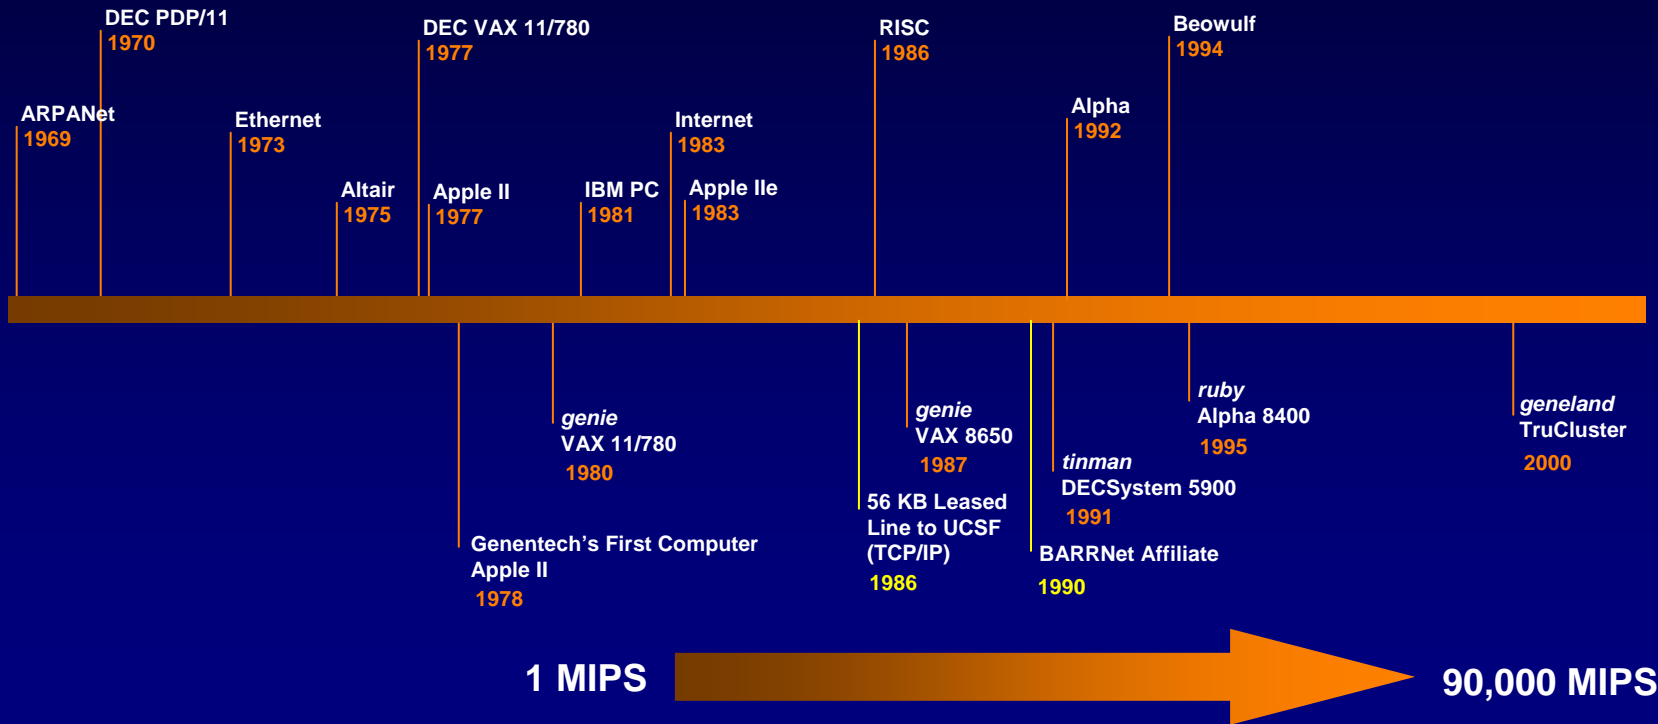 DEC PDP/11
1970
DEC VAX 11/780
1977
RISC
1986
Beowulf
1994
ARPANet
1969
Ethernet
1973
Internet
1983
Alpha
1992
Altair
1975
Apple II
1977
IBM PC
1981
Apple IIe
1983
genie
VAX 11/780
1980
genie
VAX 8650
1987
ruby
Alpha 8400
1995
geneland
TruCluster
2000
tinman
DECSystem 5900
1991
56 KB Leased
Line to UCSF
(TCP/IP)
1986
Genentech's First Computer
Apple II
1978
BARRNet Affiliate
1990
1 MIPS
90,000 MIPS